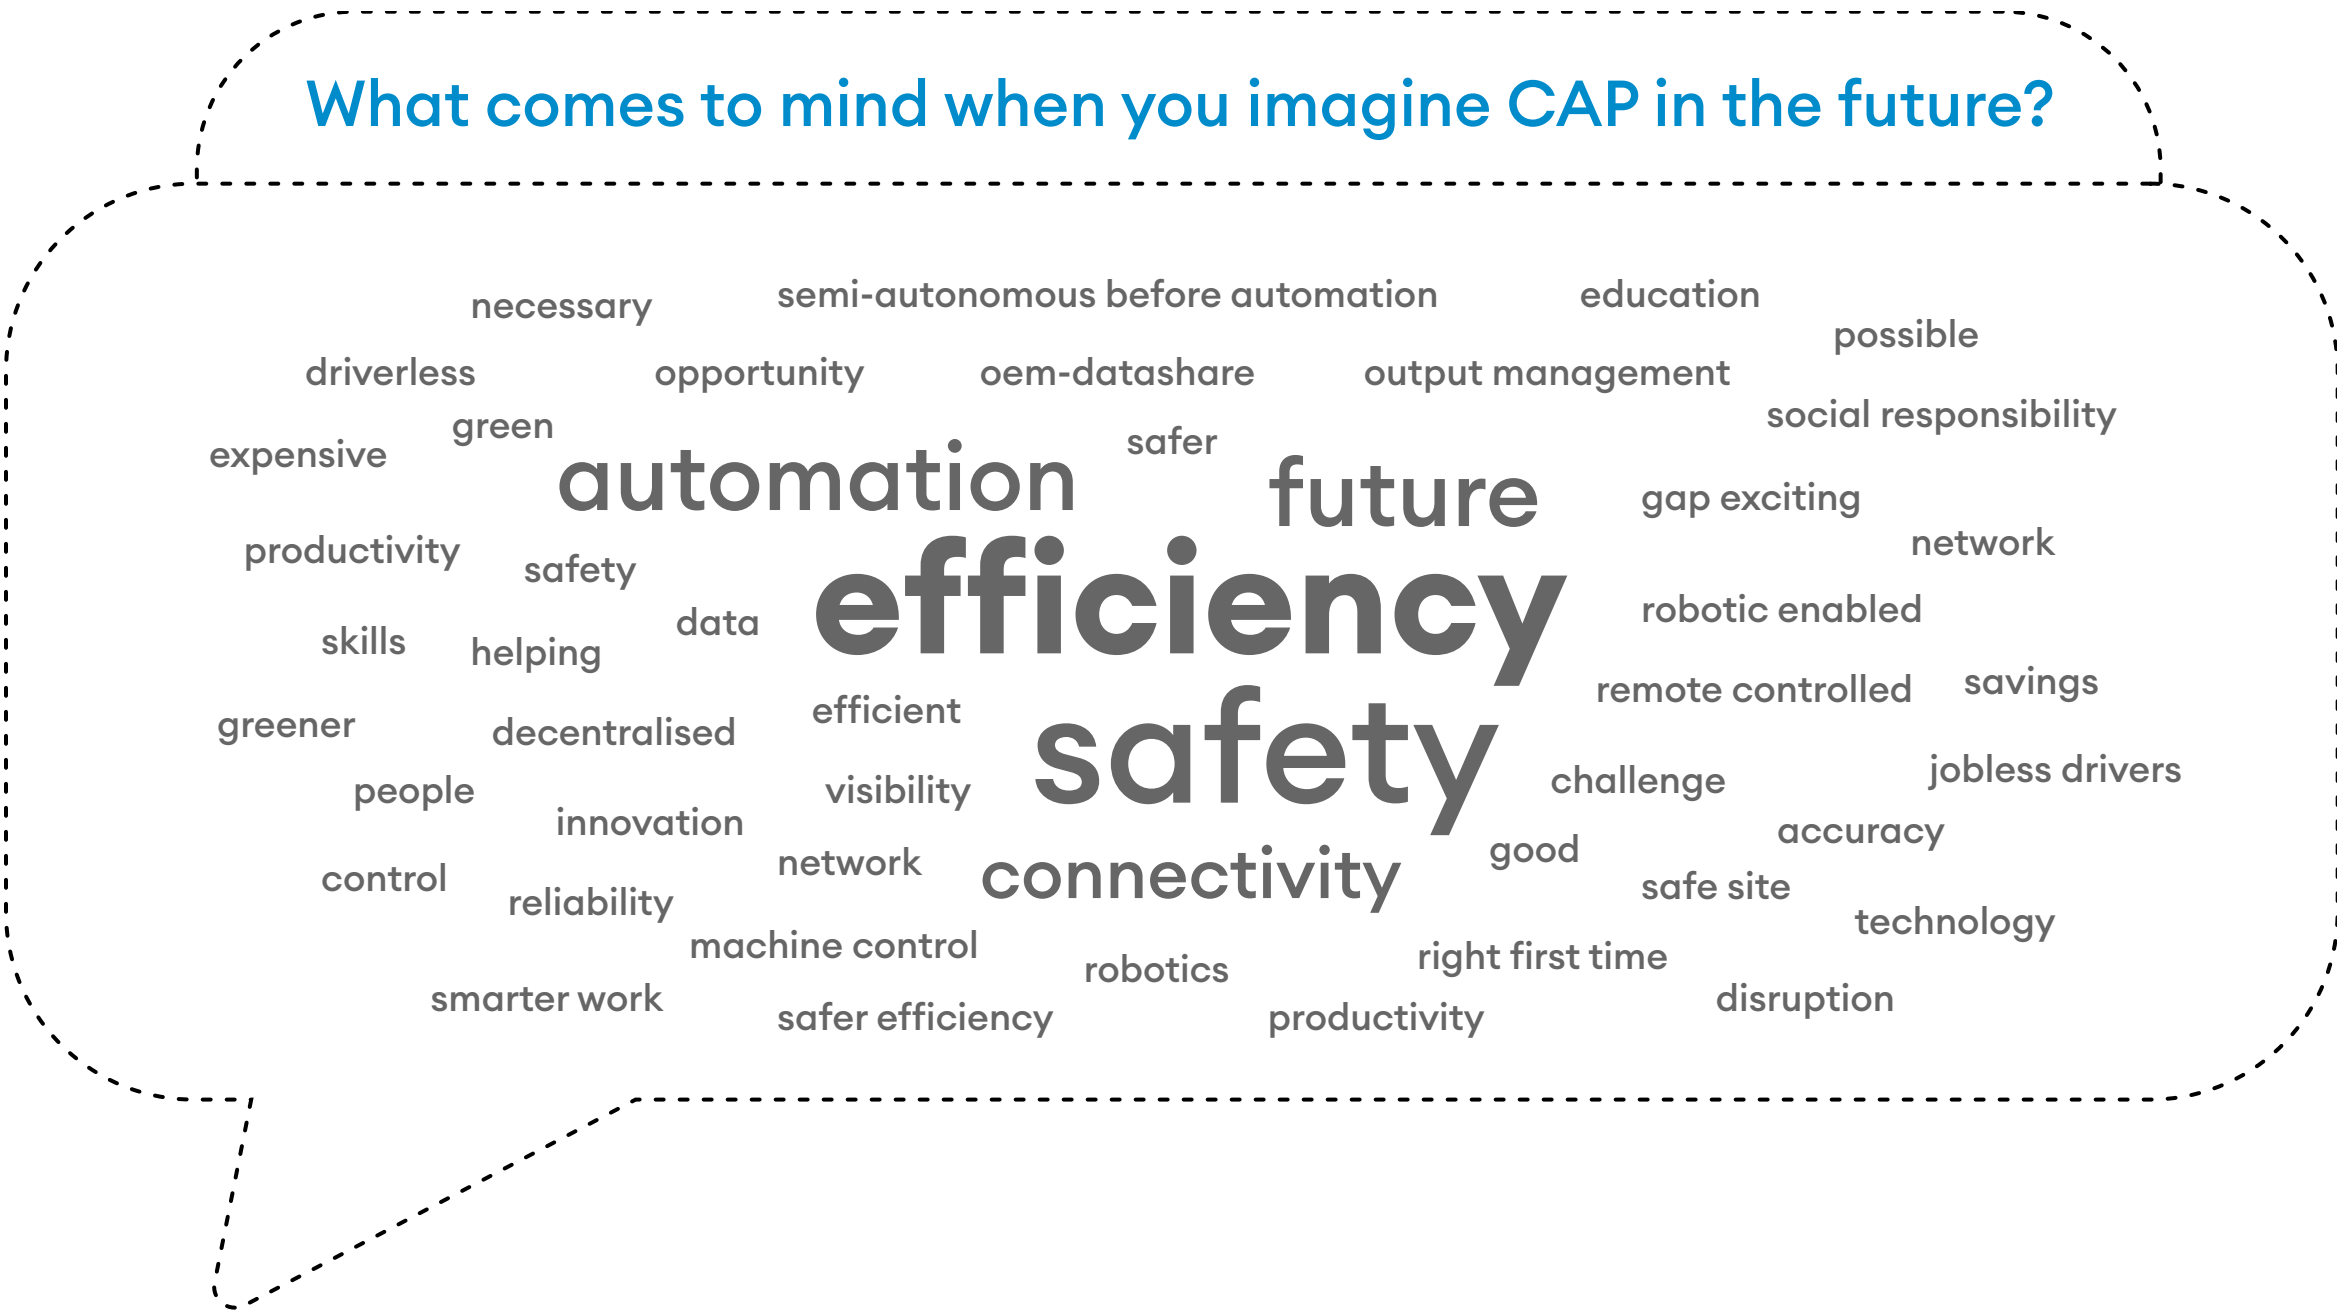 What comes to mind when you imagine CAP in the future?
necessary
semi-autonomous before automation
education
possible
driverless
opportunity
oem-datashare
output management
social responsibility
green
expensive
safer
automation
future
gap exciting
productivity
safety
network
efficiency
data
robotic enabled
skills
helping
remote controlled
savings
greener
decentralised
efficient
safety
people
visibility
challenge
jobless drivers
innovation
accuracy
control
network
connectivity
good
safe site
reliability
technology
machine control
robotics
right first time
smarter work
safer efficiency
productivity
disruption